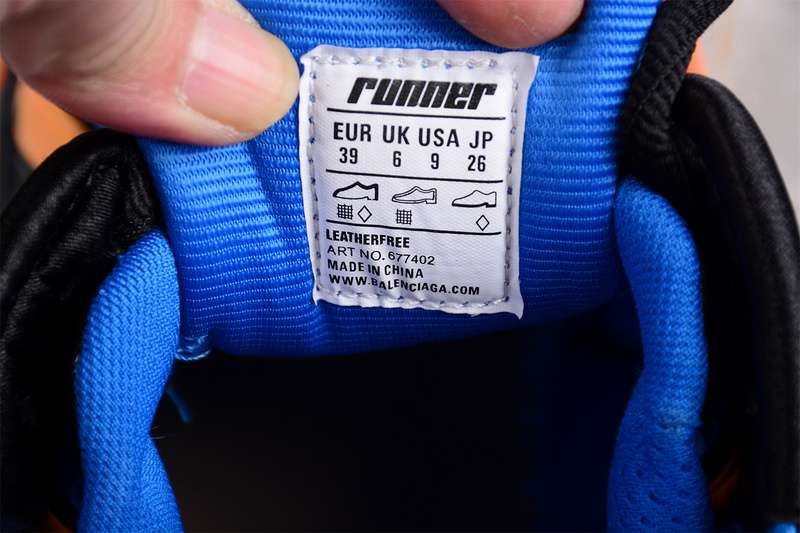 runner
EUR UK USA JP
39 6 9 26
LEATHERFREE
ART NO. 677402
MADE IN CHINA
WWW.BALENCIAGA.COM